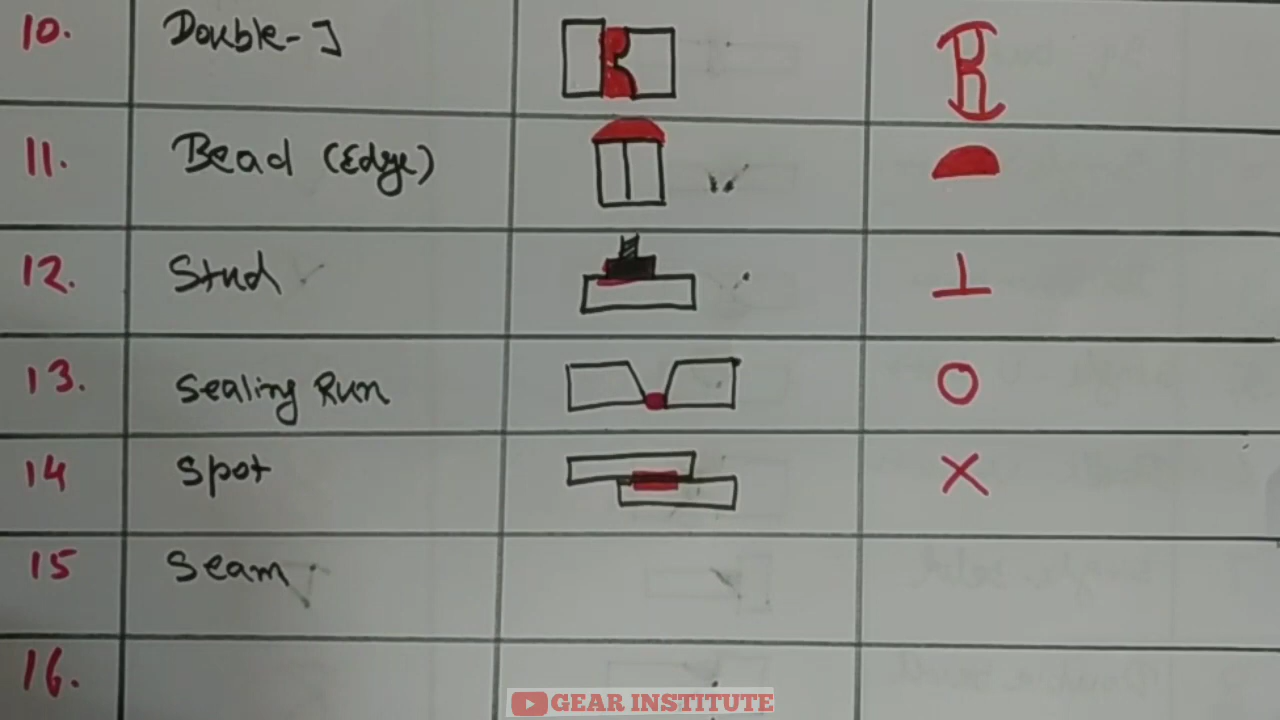 10. Double-J
11. Bead (Edge)
12. Stud
13. Sealing Run
14 Spot
15 Seam
16.
GEAR INSTITUTE